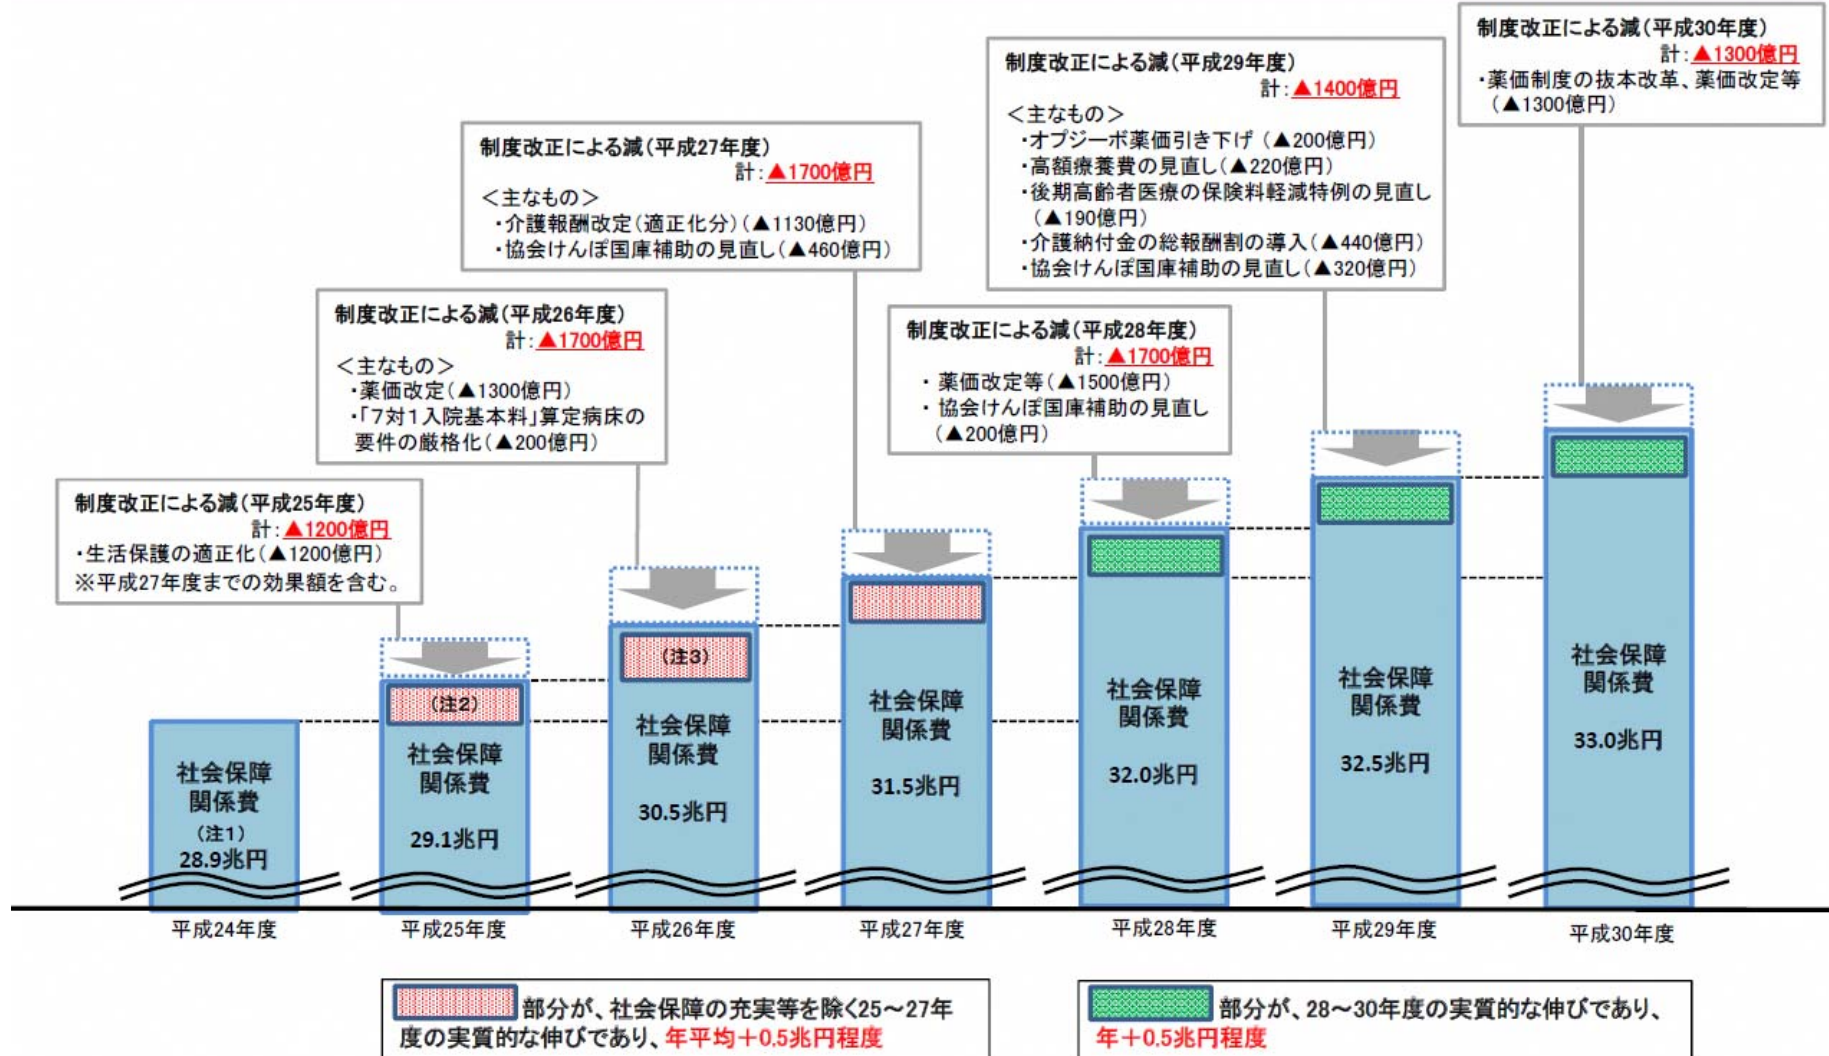 制度改正による減(平成30年度)
計:▲1300億円
・薬価制度の抜本改革、薬価改定等
(▲1300億円)
制度改正による減(平成29年度)
計:▲1400億円
<主なもの>
・オプジーボ薬価引き下げ(▲200億円)
・高額療養費の見直し(▲220億円)
・後期高齢者医療の保険料軽減特例の見直し
(▲190億円)
・介護納付金の総報酬割の導入(▲440億円)
・協会けんぽ国庫補助の見直し(▲320億円)
制度改正による減(平成27年度)
計:▲1700億円
<主なもの>
・介護報酬改定(適正化分)(▲1130億円)
・協会けんぽ国庫補助の見直し(▲460億円)
制度改正による減(平成26年度)
計:▲1700億円
<主なもの>
・薬価改定(▲1300億円)
・「7対1入院基本料」算定病床の
要件の厳格化(▲200億円)
制度改正による減(平成28年度)
計:▲1700億円
・薬価改定等(▲1500億円)
・協会けんぽ国庫補助の見直し
(▲200億円)
制度改正による減(平成25年度)
計:▲1200億円
・生活保護の適正化(▲1200億円)
※平成27年度までの効果額を含む。
社会保障
関係費
(注1)
28.9兆円
(注2)
社会保障
関係費
29.1兆円
(注3)
社会保障
関係費
30.5兆円
社会保障
関係費
31.5兆円
社会保障
関係費
32.0兆円
社会保障
関係費
32.5兆円
社会保障
関係費
33.0兆円
平成24年度
平成25年度
平成26年度
平成27年度
平成28年度
平成29年度
平成30年度
部分が、社会保障の充実等を除く25~27年
度の実質的な伸びであり、年平均+0.5兆円程度
部分が、28~30年度の実質的な伸びであり、
年+0.5兆円程度